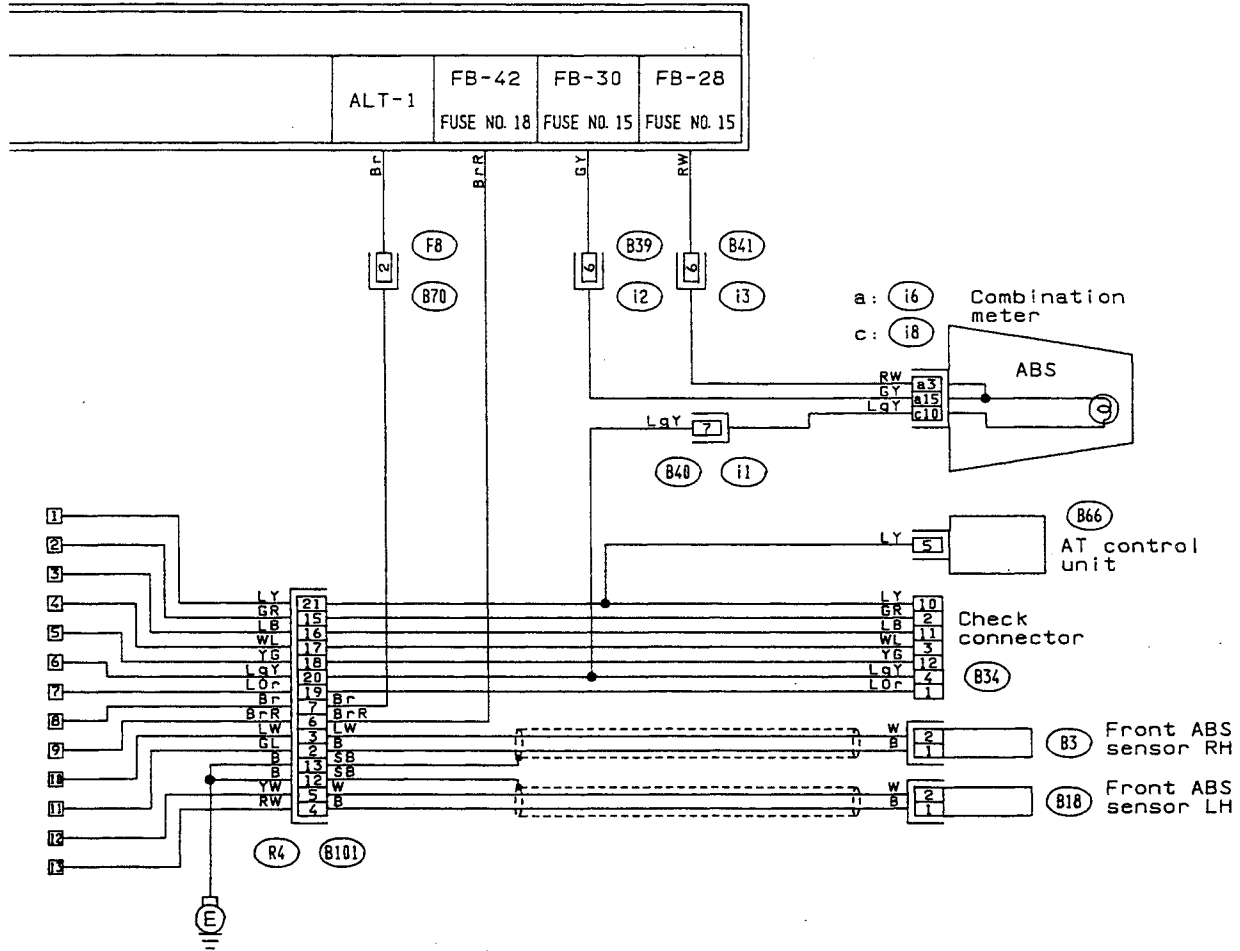 FB-42 FB-30 FB-28
ALT-1
FUSE NO. 18 FUSE NO. 15 FUSE NO. 15
Br BrR GY RW
2 F8 B70
6 B39 i2
6 B41 i3
a: i6 Combination
c: i8 meter
ABS
RW a3
GY a15
LgY c10
LgY 7
B40 i1
B66
LY 5
AT control
unit
1
2
3
4
5
6
7
8
9
10
11
12
13
LY 21 LY 10
GR 15 GR 2
LB 16 LB 11
WL 17 WL 3
YG 18 YG 12
LgY 20 LgY 4
LOr 19 LOr 1
Check
connector
B34
Br 7 Br
BrR 6 BrR
LW 3 LW W 2
GL 2 B B 1
B3 Front ABS
sensor RH
B 13 SB
B 12 SB
YW 5 W W 2
RW 4 B B 1
B18 Front ABS
sensor LH
R4 B101
E